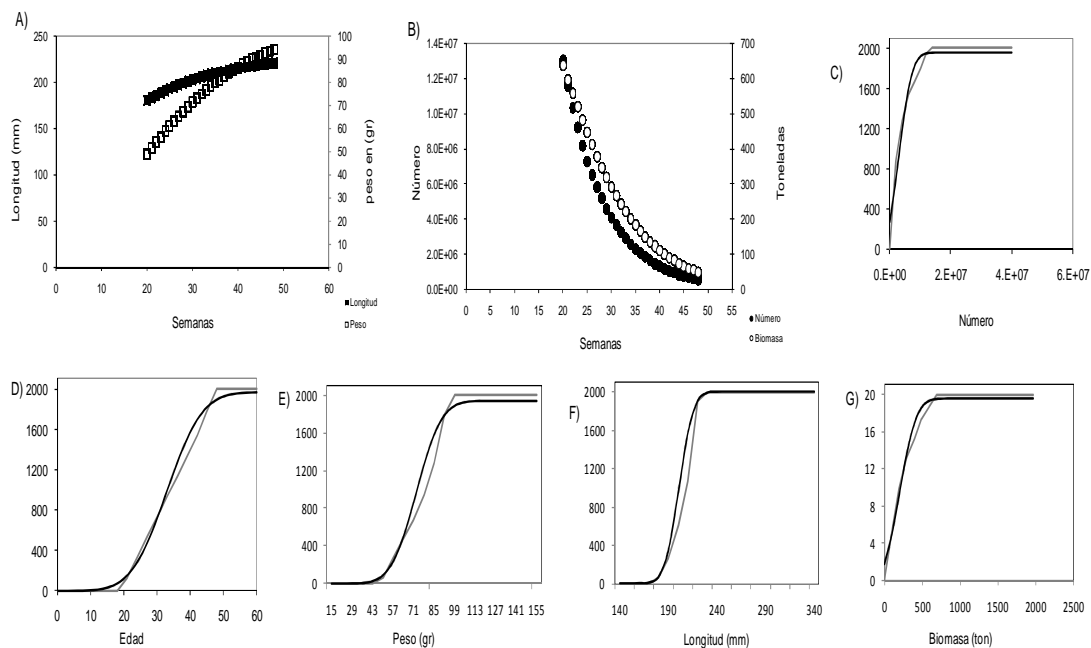 A)
250
200
150
100
50
0
Longitud (mm)
100
90
80
70
60
50
40
30
20
10
0
peso en (gr)
0 10 20 30 40 50 60
Semanas
Longitud
Peso
B)
1.4E+07
1.2E+07
1.0E+07
8.0E+06
6.0E+06
4.0E+06
2.0E+06
0.0E+00
Número
700
600
500
400
300
200
100
0
Toneladas
0 5 10 15 20 25 30 35 40 45 50 55
Semanas
Número
Biomasa
C)
2000
1600
1200
800
400
0
0.E+00 2.E+07 4.E+07 6.E+07
Número
D)
2000
1600
1200
800
400
0
0 10 20 30 40 50 60
Edad
E)
2000
1600
1200
800
400
0
15 29 43 57 71 85 99 113 127 141 155
Peso (gr)
F)
2000
1600
1200
800
400
0
140 190 240 290 340
Longitud (mm)
G)
20
16
12
8
4
0
0 500 1000 1500 2000 2500
Biomasa (ton)